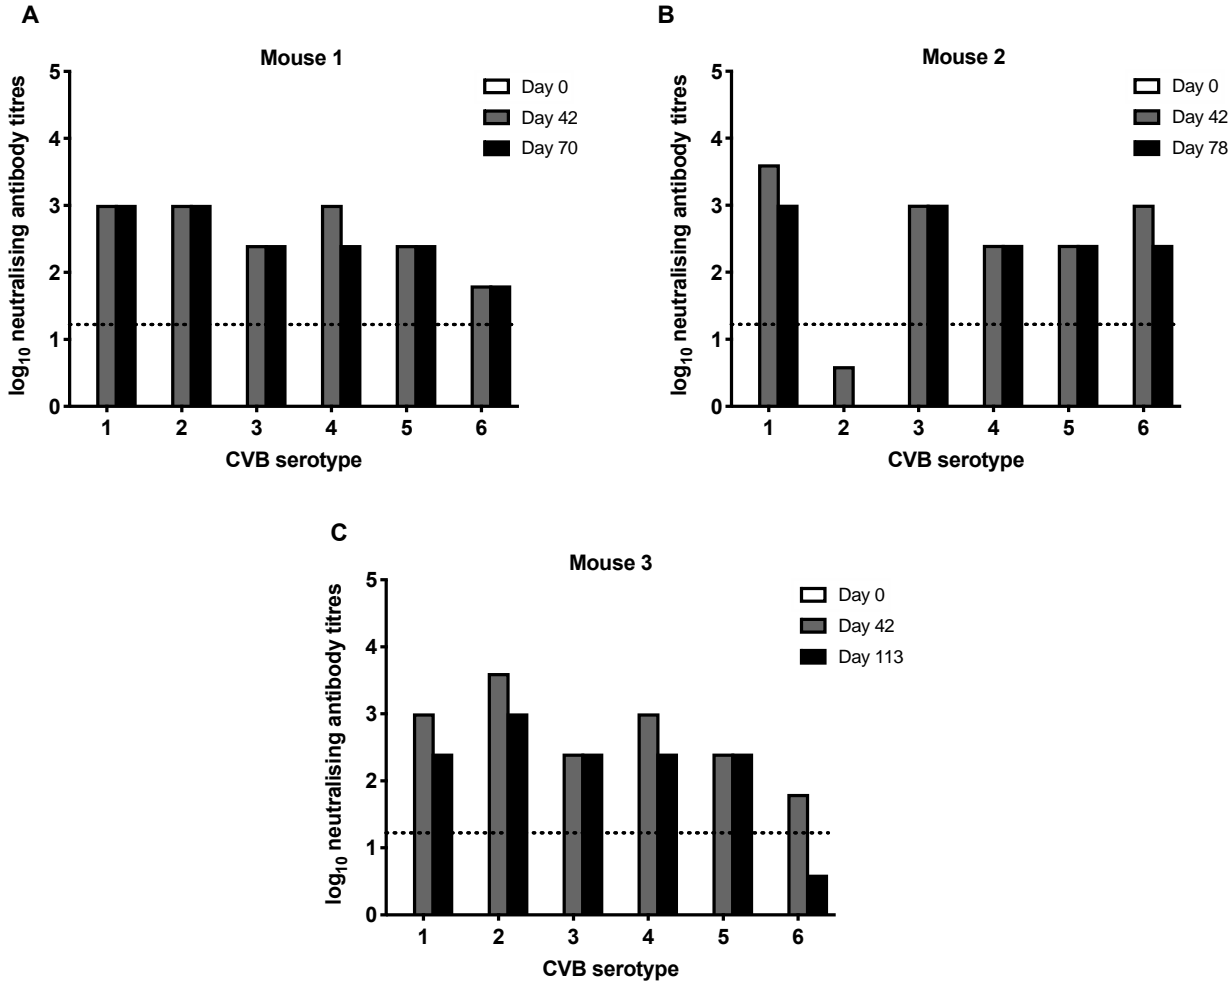 A
Mouse 1
log10 neutralising antibody titres
5
4
3
2
1
0
Day 0
Day 42
Day 70
1 2 3 4 5 6
CVB serotype
B
Mouse 2
log10 neutralising antibody titres
5
4
3
2
1
0
Day 0
Day 42
Day 78
1 2 3 4 5 6
CVB serotype
C
Mouse 3
log10 neutralising antibody titres
5
4
3
2
1
0
Day 0
Day 42
Day 113
1 2 3 4 5 6
CVB serotype